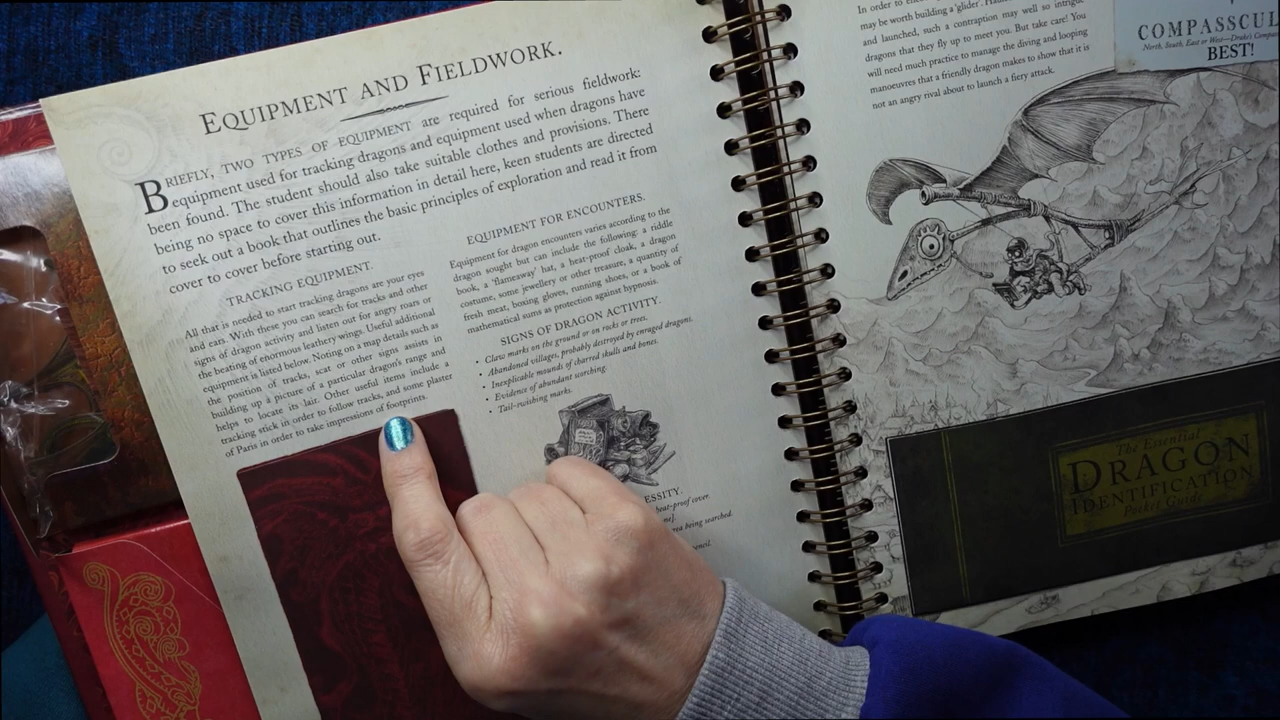 EQUIPMENT AND FIELDWORK.
BRIEFLY, TWO TYPES OF EQUIPMENT are required for serious fieldwork:
equipment used for tracking dragons and equipment used when dragons have
been found. The student should also take suitable clothes and provisions. There
being no space to cover this information in detail here, keen students are directed
to seek out a book that outlines the basic principles of exploration and read it from
cover to cover before starting out.
TRACKING EQUIPMENT.
All that is needed to start tracking dragons are your eyes
and ears. With these you can search for tracks and other
signs of dragon activity and listen out for angry roars or
the beating of enormous leathery wings. Useful additional
equipment is listed below. Noting on a map details such as
the position of tracks, scat or other signs assists in
building up a picture of a particular dragon's range and
helps to locate its lair. Other useful items include a
tracking stick in order to follow tracks, and some plaster
of Paris in order to take impressions of footprints.
EQUIPMENT FOR ENCOUNTERS.
Equipment for dragon encounters varies according to the
dragon sought but can include the following: a riddle
book, a 'flameaway' hat, a heat-proof cloak, a dragon
costume, some jewellery or other treasure, a quantity of
fresh meat, boxing gloves, running shoes, or a book of
mathematical sums as protection against hypnosis.
SIGNS OF DRAGON ACTIVITY.
• Claw marks on the ground or on rocks or trees.
• Abandoned villages, probably destroyed by enraged dragons.
• Inexplicable mounds of charred skulls and bones.
• Evidence of abundant scorching.
• Tail-swishing marks.
ESSITY.
heat-proof cover.
area being searched.
ncil.
In order to
may be worth building a 'glider'.
and launched, such a contraption may well so intrigue
dragons that they fly up to meet you. But take care! You
will need much practice to manage the diving and looping
manoeuvres that a friendly dragon makes to show that it is
not an angry rival about to launch a fiery attack.
COMPASSCUL
North, South, East or West—Drake's Compa
BEST!
The Essential
DRAGON
IDENTIFICATION
Pocket Guide